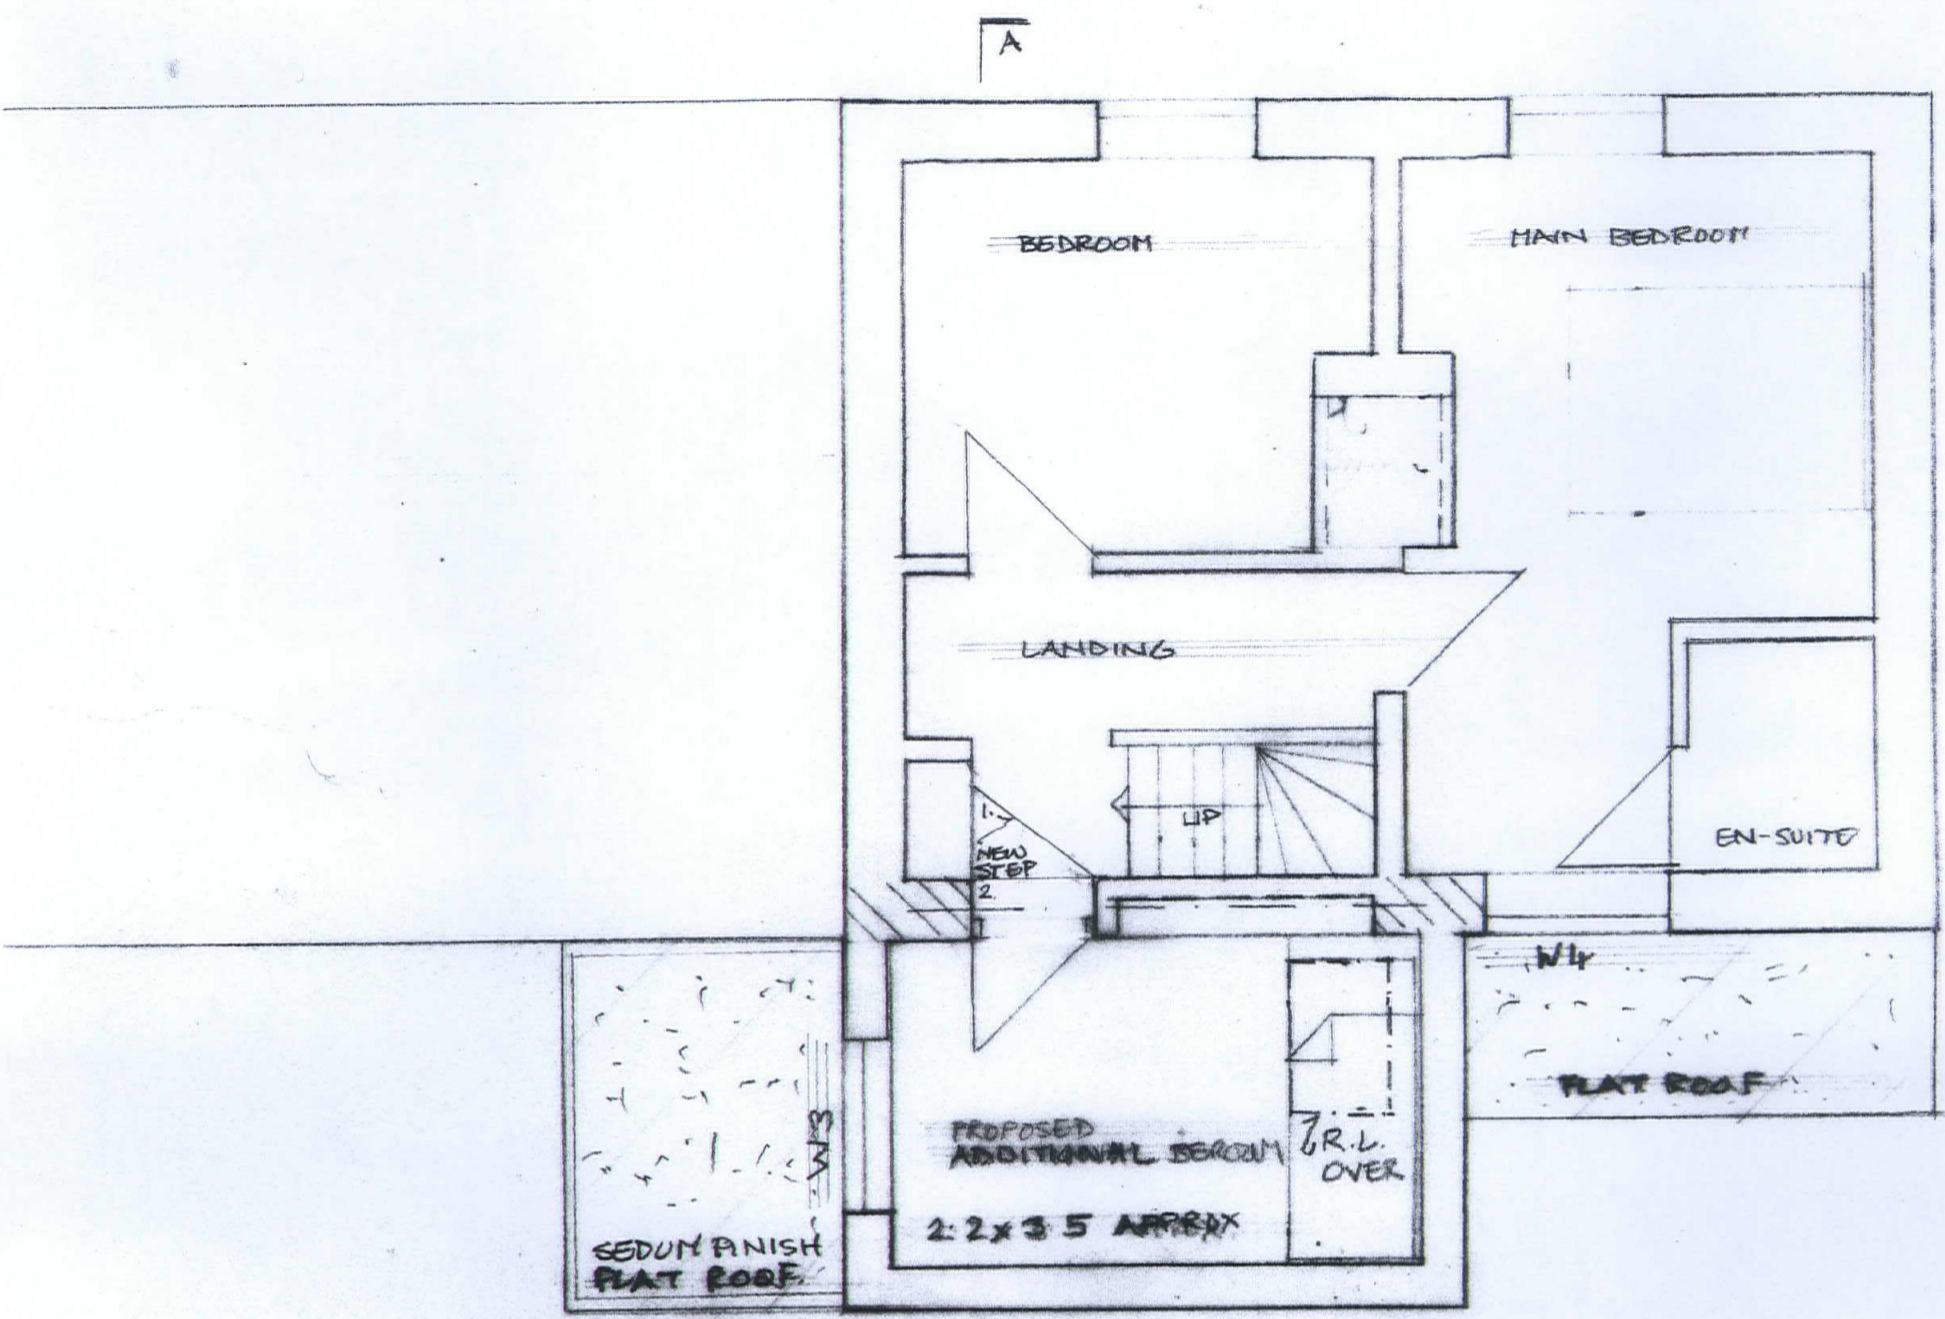 A
BEDROOM
MAIN BEDROOM
LANDING
UP
1.
NEW
STEP
2
EN-SUITE
W4
FLAT ROOF
W3
PROPOSED
ADDITIONAL BEROOM
R.L.
OVER
2.2 x 3 5 APPROX
SEDUM FINISH
FLAT ROOF.